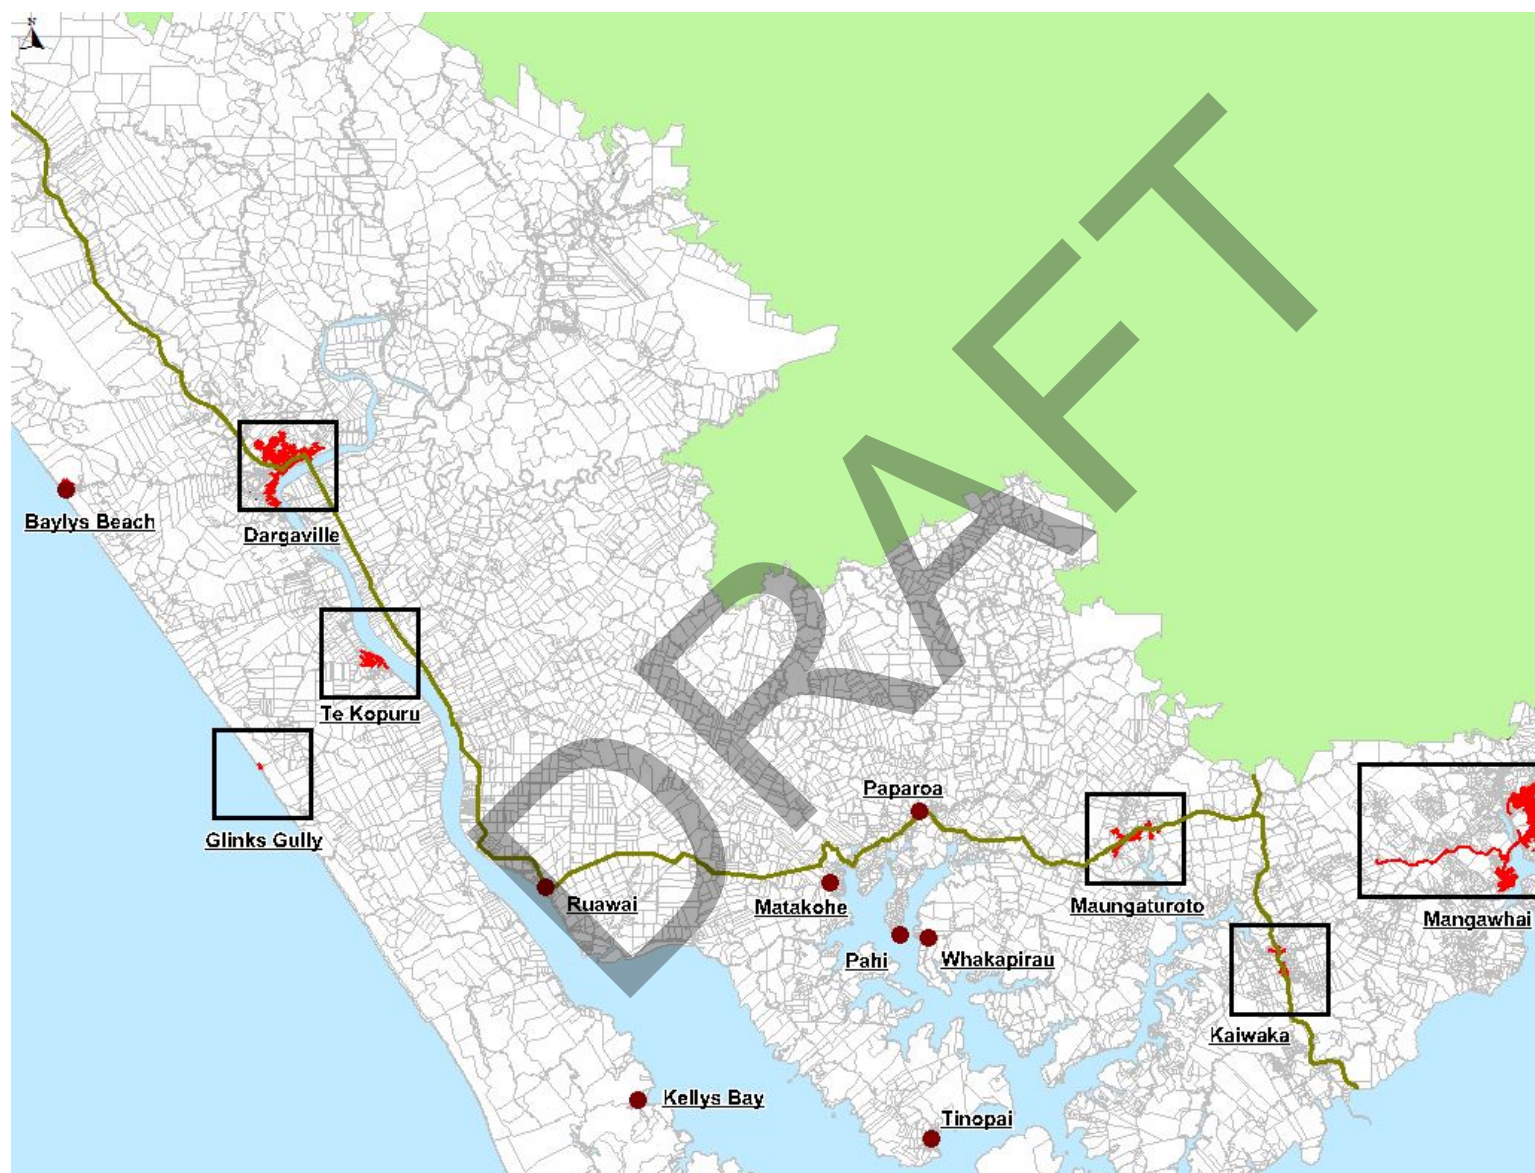 N
DRAFT
Baylys Beach
Dargaville
Te Kopuru
Glinks Gully
Paparoa
Ruawai
Matakohe
Maungaturoto
Mangawhai
Pahi
Whakapirau
Kaiwaka
Kellys Bay
Tinopai